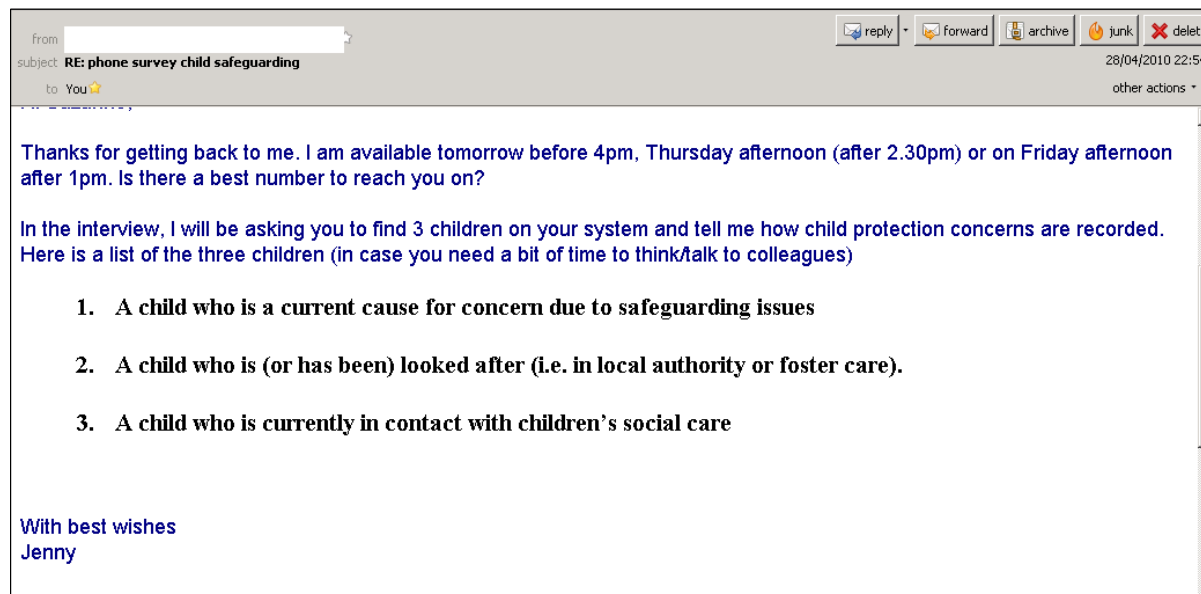 from
reply
forward
archive
junk
delet
subject RE: phone survey child safeguarding
28/04/2010 22:5
to You
other actions
Thanks for getting back to me. I am available tomorrow before 4pm, Thursday afternoon (after 2.30pm) or on Friday afternoon
after 1pm. Is there a best number to reach you on?
In the interview, I will be asking you to find 3 children on your system and tell me how child protection concerns are recorded.
Here is a list of the three children (in case you need a bit of time to think/talk to colleagues)
1. A child who is a current cause for concern due to safeguarding issues
2. A child who is (or has been) looked after (i.e. in local authority or foster care).
3. A child who is currently in contact with children's social care
With best wishes
Jenny